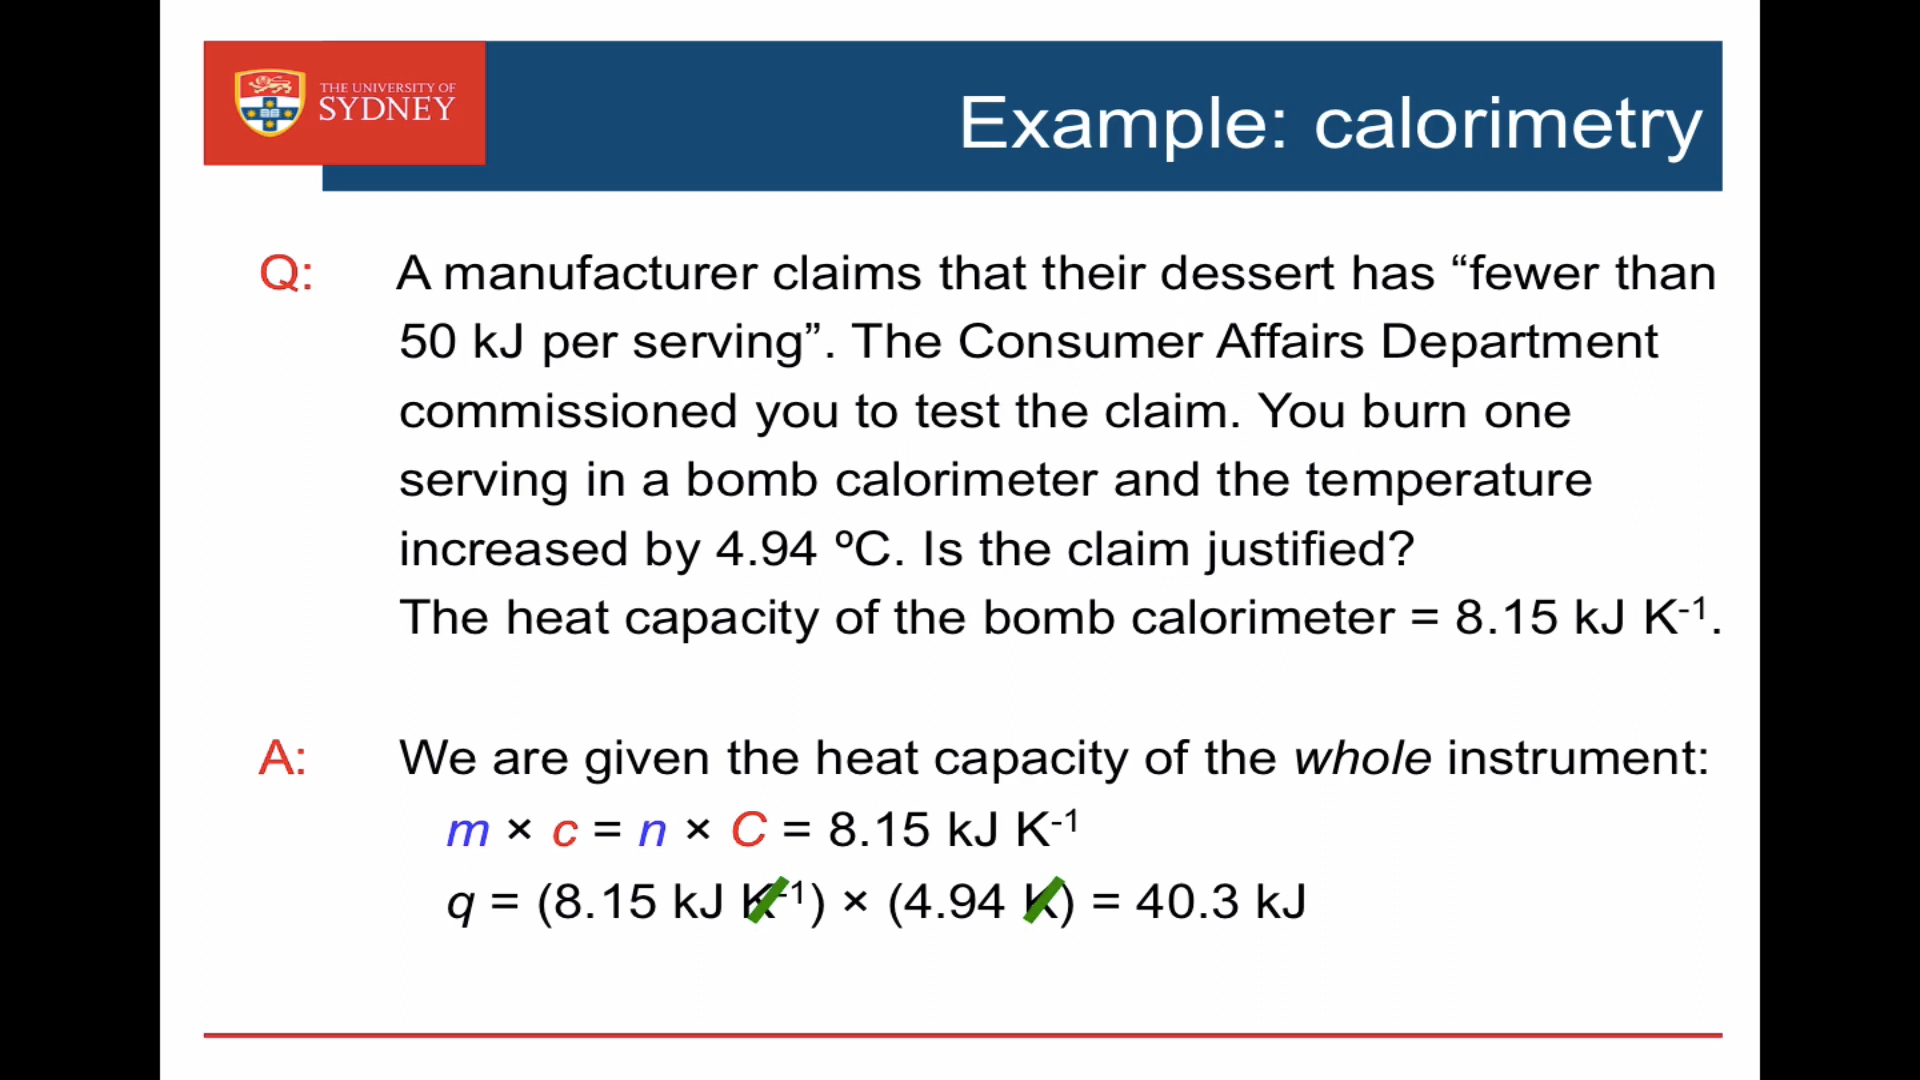 THE UNIVERSITY OF
SYDNEY
Example: calorimetry
Q: A manufacturer claims that their dessert has “fewer than
50 kJ per serving”. The Consumer Affairs Department
commissioned you to test the claim. You burn one
serving in a bomb calorimeter and the temperature
increased by 4.94 ºC. Is the claim justified?
The heat capacity of the bomb calorimeter = 8.15 kJ K⁻¹.
A: We are given the heat capacity of the whole instrument:
m × c = n × C = 8.15 kJ K⁻¹
q = (8.15 kJ K⁻¹) × (4.94 K) = 40.3 kJ